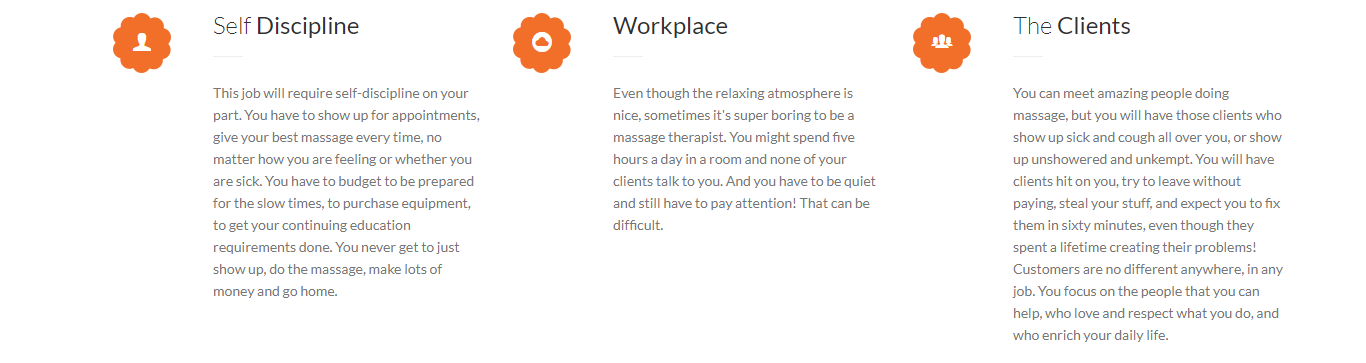 Self Discipline
This job will require self-discipline on your
part. You have to show up for appointments,
give your best massage every time, no
matter how you are feeling or whether you
are sick. You have to budget to be prepared
for the slow times, to purchase equipment,
to get your continuing education
requirements done. You never get to just
show up, do the massage, make lots of
money and go home.
Workplace
Even though the relaxing atmosphere is
nice, sometimes it's super boring to be a
massage therapist. You might spend five
hours a day in a room and none of your
clients talk to you. And you have to be quiet
and still have to pay attention! That can be
difficult.
The Clients
You can meet amazing people doing
massage, but you will have those clients who
show up sick and cough all over you, or show
up unshowered and unkempt. You will have
clients hit on you, try to leave without
paying, steal your stuff, and expect you to fix
them in sixty minutes, even though they
spent a lifetime creating their problems!
Customers are no different anywhere, in any
job. You focus on the people that you can
help, who love and respect what you do, and
who enrich your daily life.